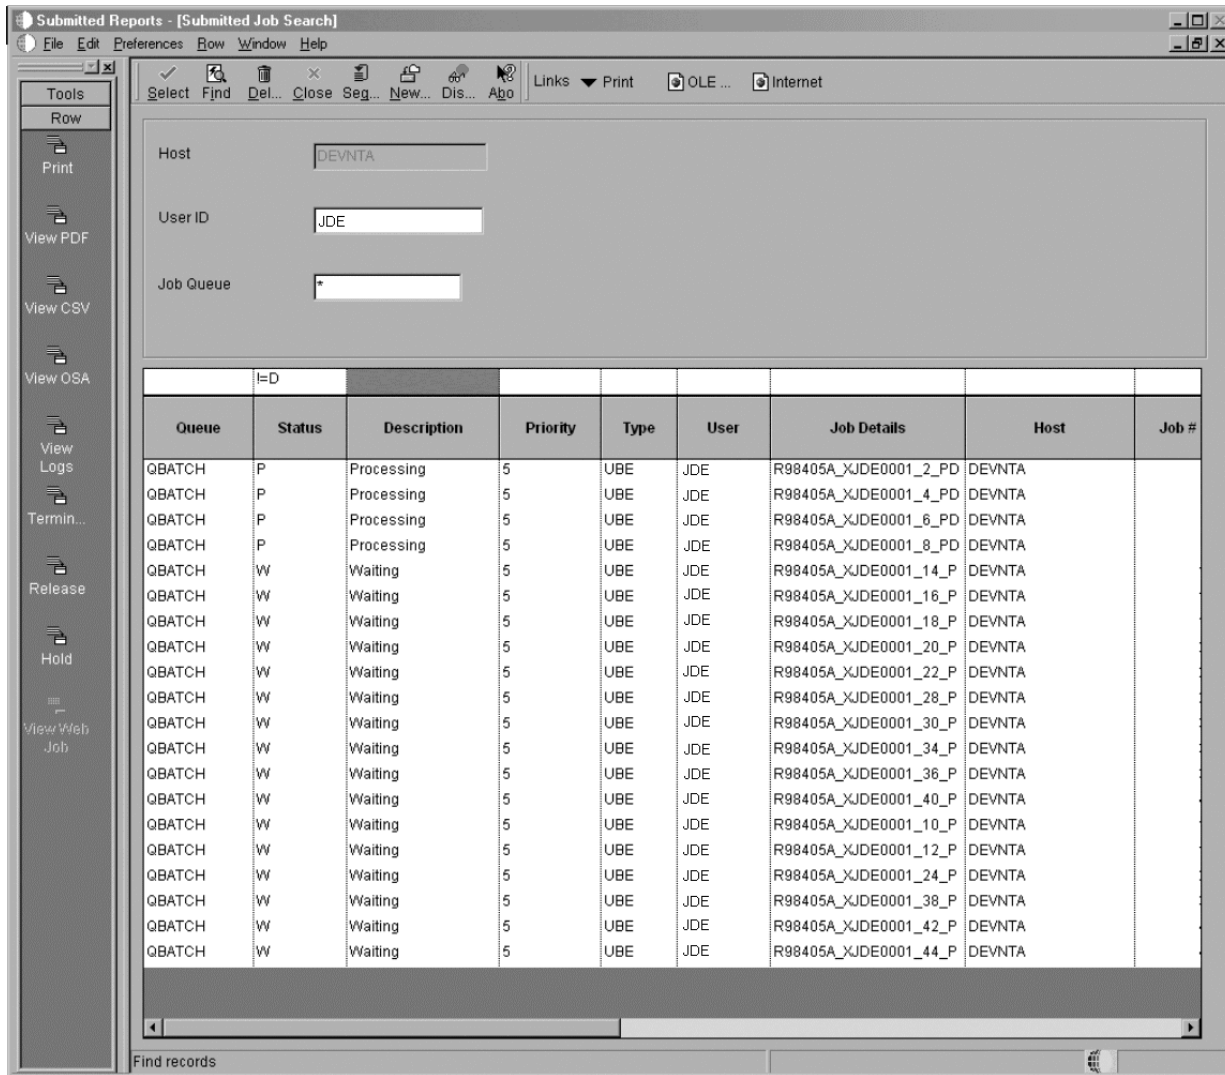 Submitted Reports - [Submitted Job Search]
File Edit Preferences Row Window Help
Select Find Del... Close Seq... New... Dis... Abo Links Print OLE ... Internet
Tools
Row
Print
View PDF
View CSV
View OSA
View
Logs
Termin...
Release
Hold
View Web
Job
Host DEVNTA
User ID JDE
Job Queue *
!=D
Queue Status Description Priority Type User Job Details Host Job #
QBATCH P Processing 5 UBE JDE R98405A_XJDE0001_2_PD DEVNTA
QBATCH P Processing 5 UBE JDE R98405A_XJDE0001_4_PD DEVNTA
QBATCH P Processing 5 UBE JDE R98405A_XJDE0001_6_PD DEVNTA
QBATCH P Processing 5 UBE JDE R98405A_XJDE0001_8_PD DEVNTA
QBATCH W Waiting 5 UBE JDE R98405A_XJDE0001_14_P DEVNTA
QBATCH W Waiting 5 UBE JDE R98405A_XJDE0001_16_P DEVNTA
QBATCH W Waiting 5 UBE JDE R98405A_XJDE0001_18_P DEVNTA
QBATCH W Waiting 5 UBE JDE R98405A_XJDE0001_20_P DEVNTA
QBATCH W Waiting 5 UBE JDE R98405A_XJDE0001_22_P DEVNTA
QBATCH W Waiting 5 UBE JDE R98405A_XJDE0001_28_P DEVNTA
QBATCH W Waiting 5 UBE JDE R98405A_XJDE0001_30_P DEVNTA
QBATCH W Waiting 5 UBE JDE R98405A_XJDE0001_34_P DEVNTA
QBATCH W Waiting 5 UBE JDE R98405A_XJDE0001_36_P DEVNTA
QBATCH W Waiting 5 UBE JDE R98405A_XJDE0001_40_P DEVNTA
QBATCH W Waiting 5 UBE JDE R98405A_XJDE0001_10_P DEVNTA
QBATCH W Waiting 5 UBE JDE R98405A_XJDE0001_12_P DEVNTA
QBATCH W Waiting 5 UBE JDE R98405A_XJDE0001_24_P DEVNTA
QBATCH W Waiting 5 UBE JDE R98405A_XJDE0001_38_P DEVNTA
QBATCH W Waiting 5 UBE JDE R98405A_XJDE0001_42_P DEVNTA
QBATCH W Waiting 5 UBE JDE R98405A_XJDE0001_44_P DEVNTA
Find records